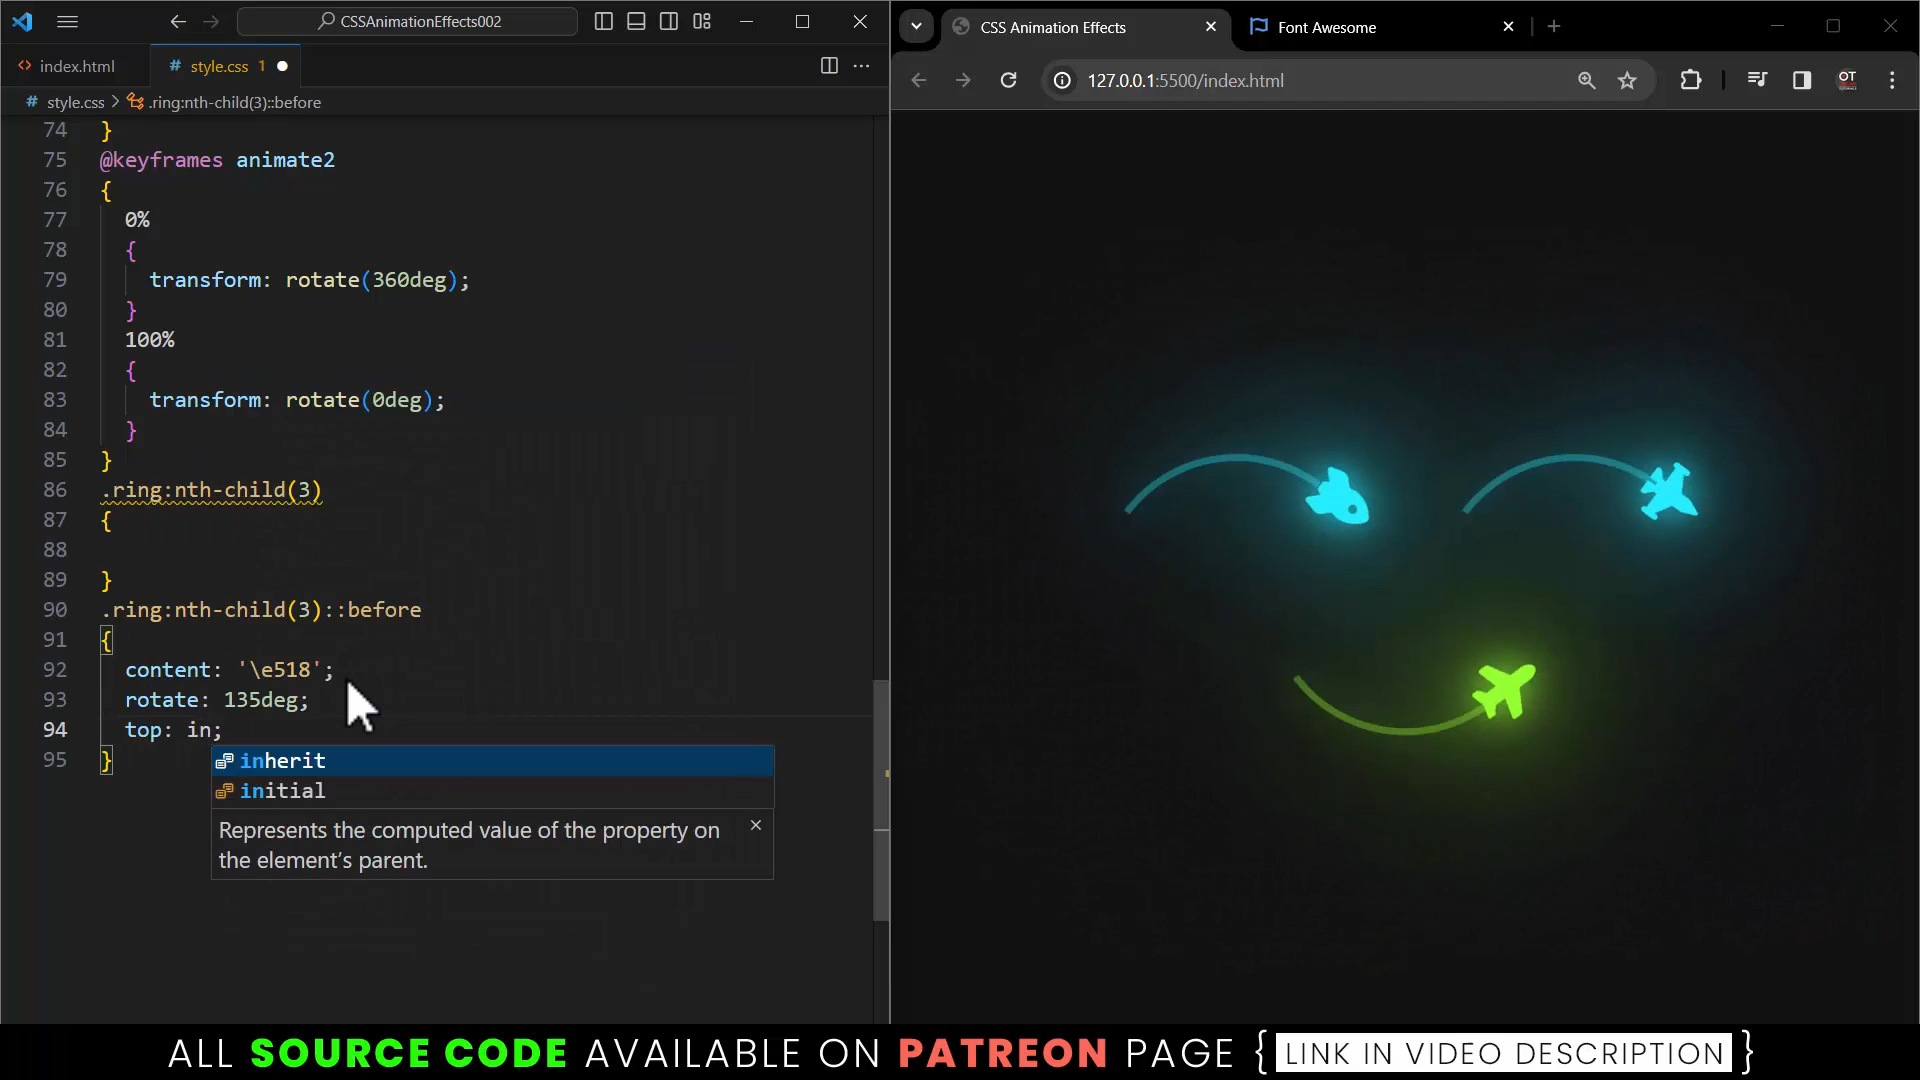 CSSAnimationEffects002
index.html
# style.css 1
# style.css > .ring:nth-child(3)::before
74 }
75 @keyframes animate2
76 {
77 0%
78 {
79 transform: rotate(360deg);
80 }
81 100%
82 {
83 transform: rotate(0deg);
84 }
85 }
86 .ring:nth-child(3)
87 {
88
89 }
90 .ring:nth-child(3)::before
91 {
92 content: '\e518';
93 rotate: 135deg;
94 top: in;
95 }
inherit
initial
Represents the computed value of the property on
the element's parent.
CSS Animation Effects
Font Awesome
127.0.0.1:5500/index.html
OT
ALL SOURCE CODE AVAILABLE ON PATREON PAGE { LINK IN VIDEO DESCRIPTION }